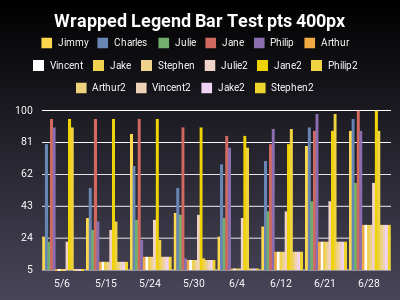 Wrapped Legend Bar Test pts 400px
Jimmy Charles Julie Jane Philip Arthur
Vincent Jade Stephen Julie2 Jane2 Philip2
Arthur2 Vincent2 Jake2 Stephen2
100
81
62
43
24
5
5/6 5/15 5/24 5/30 6/4 6/12 6/21 6/28